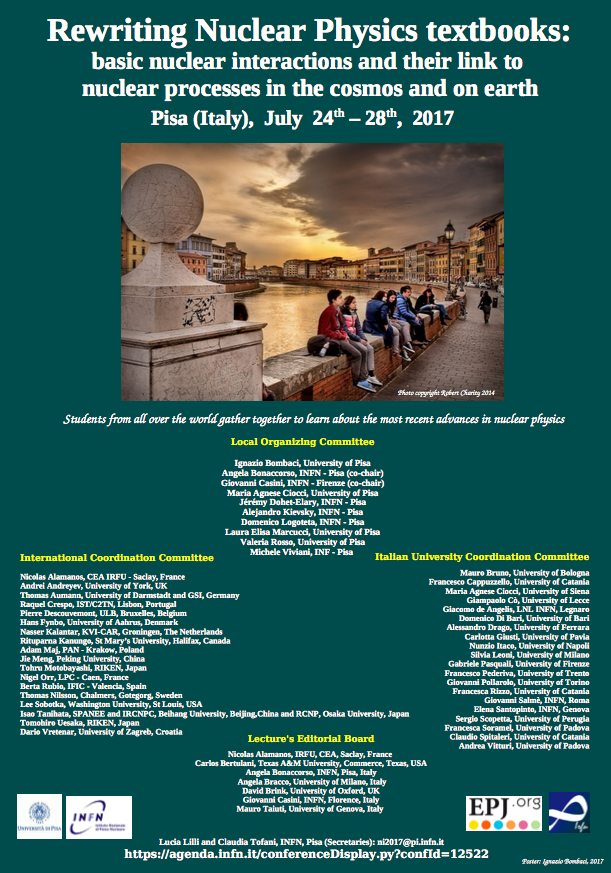 Rewriting Nuclear Physics textbooks:
basic nuclear interactions and their link to
nuclear processes in the cosmos and on earth
Pisa (Italy), July 24th – 28th, 2017
Photo copyright Robert Charity 2014
Students from all over the world gather together to learn about the most recent advances in nuclear physics
Local Organizing Committee
Ignazio Bombaci, University of Pisa
Angela Bonaccorso, INFN - Pisa (co-chair)
Giovanni Casini, INFN - Firenze (co-chair)
Maria Agnese Ciocci, University of Pisa
Jérémy Dohet-Elary, INFN - Pisa
Alejandro Kievsky, INFN - Pisa
Domenico Logoteta, INFN - Pisa
Laura Elisa Marcucci, University of Pisa
Valeria Rosso, University of Pisa
Michele Viviani, INF - Pisa
International Coordination Committee
Nicolas Alamanos, CEA IRFU - Saclay, France
Andrei Andreyev, University of York, UK
Thomas Aumann, University of Darmstadt and GSI, Germany
Raquel Crespo, IST/C2TN, Lisbon, Portugal
Pierre Descouvemont, ULB, Bruxelles, Belgium
Hans Fynbo, University of Aahrus, Denmark
Nasser Kalantar, KVI-CAR, Groningen, The Netherlands
Rituparna Kanungo, St Mary's University, Halifax, Canada
Adam Maj, PAN - Krakow, Poland
Jie Meng, Peking University, China
Tohru Motobayashi, RIKEN, Japan
Nigel Orr, LPC - Caen, France
Berta Rubio, IFIC - Valencia, Spain
Thomas Nilsson, Chalmers, Gotegorg, Sweden
Lee Sobotka, Washington University, St Louis, USA
Isao Tanihata, SPANEE and IRCNPC, Beihang University, Beijing,China and RCNP, Osaka University, Japan
Tomohiro Uesaka, RIKEN, Japan
Dario Vretenar, University of Zagreb, Croatia
Italian University Coordination Committee
Mauro Bruno, University of Bologna
Francesco Cappuzzello, University of Catania
Maria Agnese Ciocci, University of Siena
Giampaolo Cò, University of Lecce
Giacomo de Angelis, LNL INFN, Legnaro
Domenico Di Bari, University of Bari
Alessandro Drago, University of Ferrara
Carlotta Giusti, University of Pavia
Nunzio Itaco, University of Napoli
Silvia Leoni, University of Milano
Gabriele Pasquali, University of Firenze
Francesco Pederiva, University of Trento
Giovanni Pollarolo, University of Torino
Francesca Rizzo, University of Catania
Giovanni Salmè, INFN, Roma
Elena Santopinto, INFN, Genova
Sergio Scopetta, University of Perugia
Francesca Soramel, University of Padova
Claudio Spitaleri, University of Catania
Andrea Vitturi, University of Padova
Lecture's Editorial Board
Nicolas Alamanos, IRFU, CEA, Saclay, France
Carlos Bertulani, Texas A&M University, Commerce, Texas, USA
Angela Bonaccorso, INFN, Pisa, Italy
Angela Bracco, University of Milano, Italy
David Brink, University of Oxford, UK
Giovanni Casini, INFN, Florence, Italy
Mauro Taiuti, University of Genova, Italy
UNIVERSITÀ DI PISA
INFN
Istituto Nazionale
di Fisica Nucleare
EPJ.org
Infn
Lucia Lilli and Claudia Tofani, INFN, Pisa (Secretaries): ni2017@pi.infn.it
https://agenda.infn.it/conferenceDisplay.py?confId=12522
Poster: Ignazio Bombaci, 2017